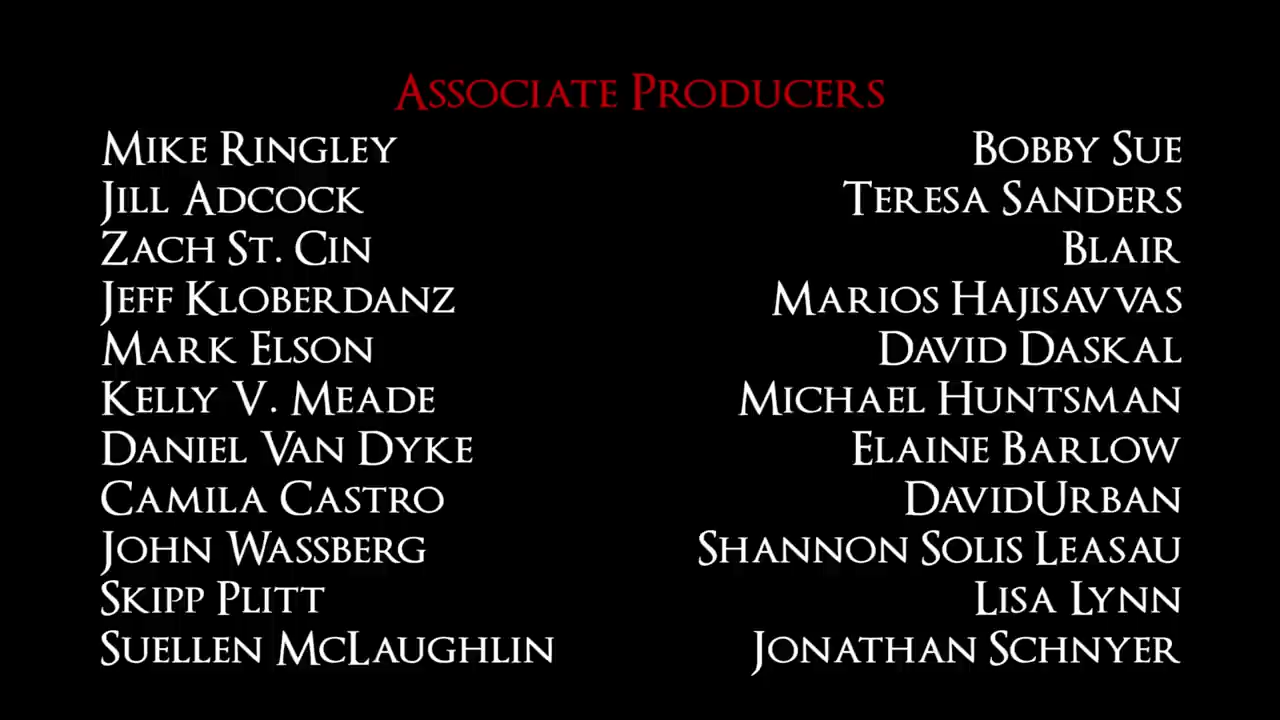 Associate Producers
Mike Ringley
Jill Adcock
Zach St. Cin
Jeff Kloberdanz
Mark Elson
Kelly V. Meade
Daniel Van Dyke
Camila Castro
John Wassberg
Skipp Plitt
Suellen McLaughlin
Bobby Sue
Teresa Sanders
Blair
Marios Hajisavvas
David Daskal
Michael Huntsman
Elaine Barlow
DavidUrban
Shannon Solis Leasau
Lisa Lynn
Jonathan Schnyer